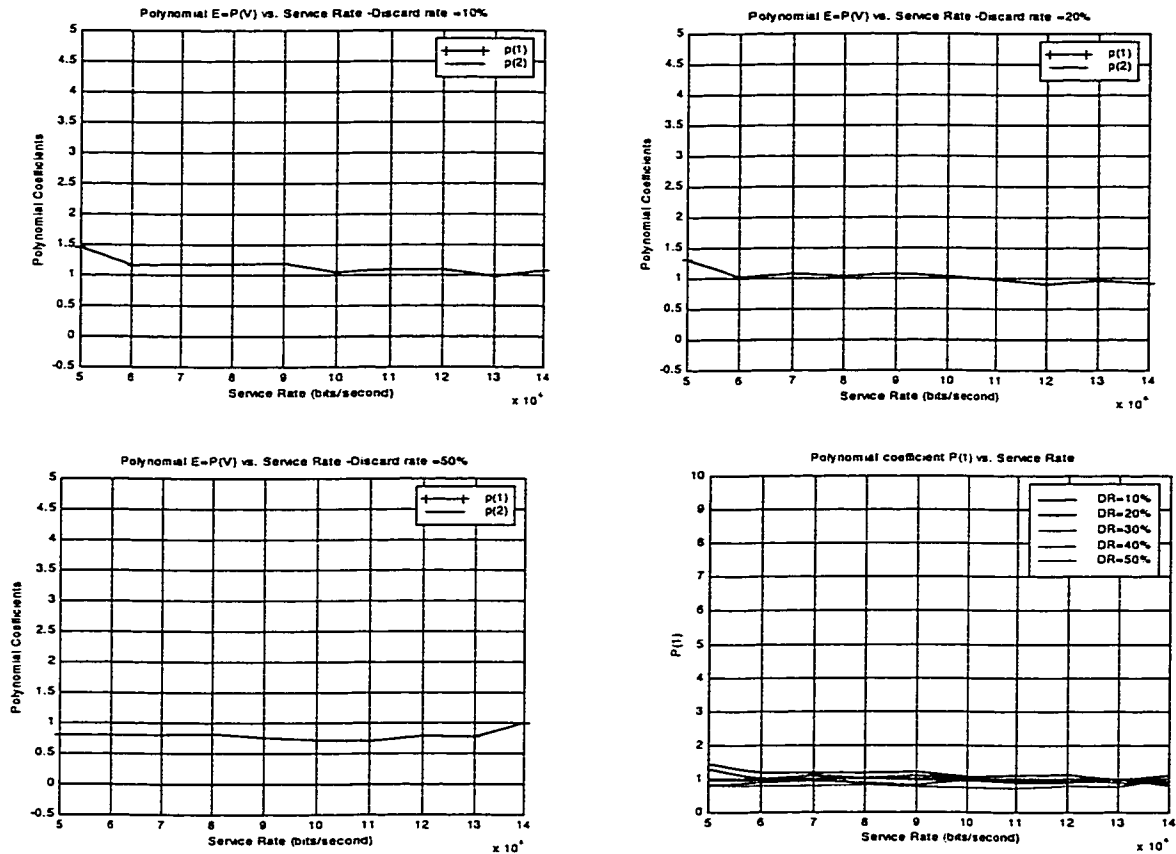 Polynomial E=P(V) vs. Service Rate -Discard rate =10%
p(1)
p(2)
5
4.5
4
3.5
3
2.5
2
1.5
1
0.5
0
-0.5
Polynomial Coefficients
5 6 7 8 9 10 11 12 13 14
Service Rate (bits/second)
x 10⁴
Polynomial E=P(V) vs. Service Rate -Discard rate =20%
p(1)
p(2)
5
4.5
4
3.5
3
2.5
2
1.5
1
0.5
0
-0.5
Polynomial Coefficients
5 6 7 8 9 10 11 12 13 14
Service Rate (bits/second)
x 10⁴
Polynomial E=P(V) vs. Service Rate -Discard rate =50%
p(1)
p(2)
5
4.5
4
3.5
3
2.5
2
1.5
1
0.5
0
-0.5
Polynomial Coefficients
5 6 7 8 9 10 11 12 13 14
Service Rate (bits/second)
x 10⁴
Polynomial coefficient P(1) vs. Service Rate
DR=10%
DR=20%
DR=30%
DR=40%
DR=50%
10
9
8
7
6
5
4
3
2
1
0
P(1)
5 6 7 8 9 10 11 12 13 14
Service Rate (bits/second)
x 10⁴